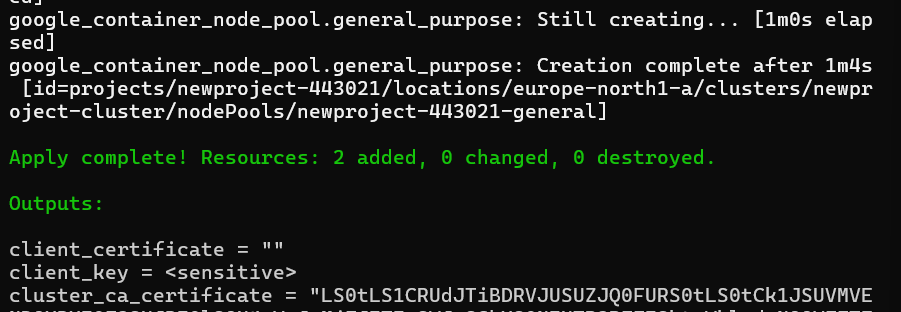 google_container_node_pool.general_purpose: Still creating... [1m0s elap
sed]
google_container_node_pool.general_purpose: Creation complete after 1m4s
 [id=projects/newproject-443021/locations/europe-north1-a/clusters/newpr
oject-cluster/nodePools/newproject-443021-general]
Apply complete! Resources: 2 added, 0 changed, 0 destroyed.
Outputs:
client_certificate = ""
client_key = <sensitive>
cluster_ca_certificate = "LS0tLS1CRUdJTiBDRVJUSUZJQ0FURS0tLS0tCk1JSUVMVE